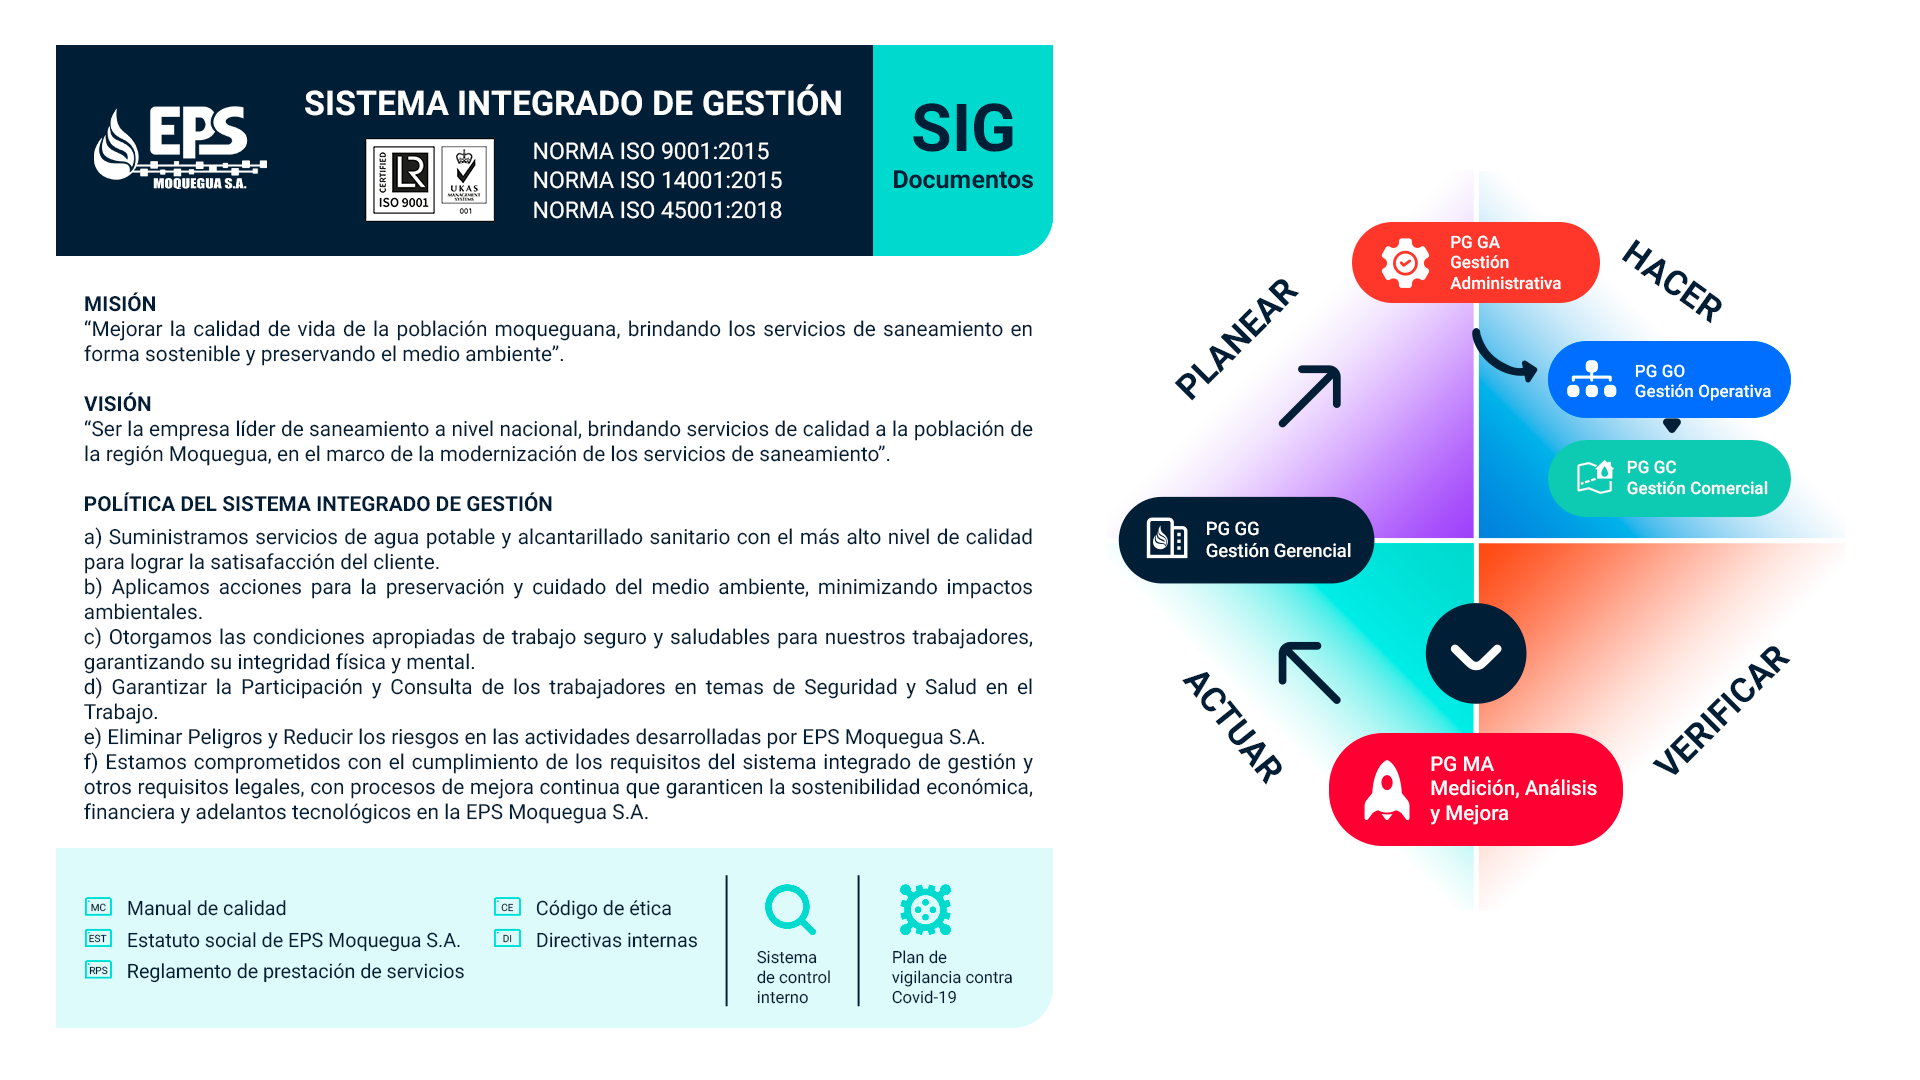 EPS
MOQUEGUA S.A.
SISTEMA INTEGRADO DE GESTIÓN
CERTIFIED
LR
ISO 9001
UKAS
MANAGEMENT
SYSTEMS
001
NORMA ISO 9001:2015
NORMA ISO 14001:2015
NORMA ISO 45001:2018
SIG
Documentos
MISIÓN
“Mejorar la calidad de vida de la población moqueguana, brindando los servicios de saneamiento en
forma sostenible y preservando el medio ambiente”.
VISIÓN
“Ser la empresa líder de saneamiento a nivel nacional, brindando servicios de calidad a la población de
la región Moquegua, en el marco de la modernización de los servicios de saneamiento”.
POLÍTICA DEL SISTEMA INTEGRADO DE GESTIÓN
a) Suministramos servicios de agua potable y alcantarillado sanitario con el más alto nivel de calidad
para lograr la satisafacción del cliente.
b) Aplicamos acciones para la preservación y cuidado del medio ambiente, minimizando impactos
ambientales.
c) Otorgamos las condiciones apropiadas de trabajo seguro y saludables para nuestros trabajadores,
garantizando su integridad física y mental.
d) Garantizar la Participación y Consulta de los trabajadores en temas de Seguridad y Salud en el
Trabajo.
e) Eliminar Peligros y Reducir los riesgos en las actividades desarrolladas por EPS Moquegua S.A.
f) Estamos comprometidos con el cumplimiento de los requisitos del sistema integrado de gestión y
otros requisitos legales, con procesos de mejora continua que garanticen la sostenibilidad económica,
financiera y adelantos tecnológicos en la EPS Moquegua S.A.
MC Manual de calidad
EST Estatuto social de EPS Moquegua S.A.
RPS Reglamento de prestación de servicios
CE Código de ética
DI Directivas internas
Sistema
de control
interno
Plan de
vigilancia contra
Covid-19
PLANEAR
HACER
PG GA
Gestión
Administrativa
PG GO
Gestión Operativa
PG GC
Gestión Comercial
PG GG
Gestión Gerencial
ACTUAR
VERIFICAR
PG MA
Medición, Análisis
y Mejora